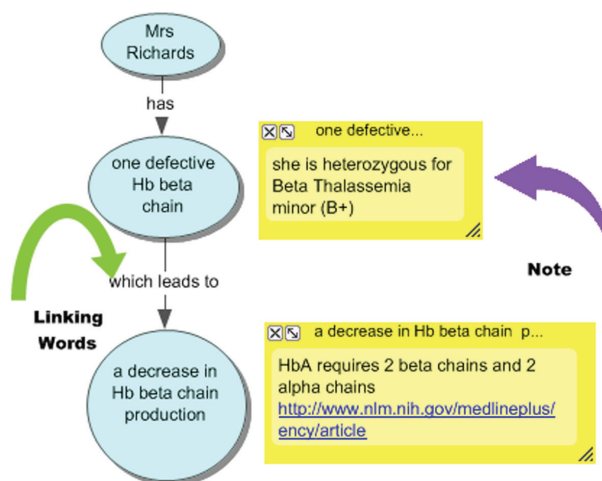 Mrs
Richards
has
one defective
Hb beta
chain
one defective...
she is heterozygous for
Beta Thalassemia
minor (B+)
Note
which leads to
Linking
Words
a decrease in
Hb beta chain
production
a decrease in Hb beta chain p...
HbA requires 2 beta chains and 2
alpha chains
http://www.nlm.nih.gov/medlineplus/
ency/article